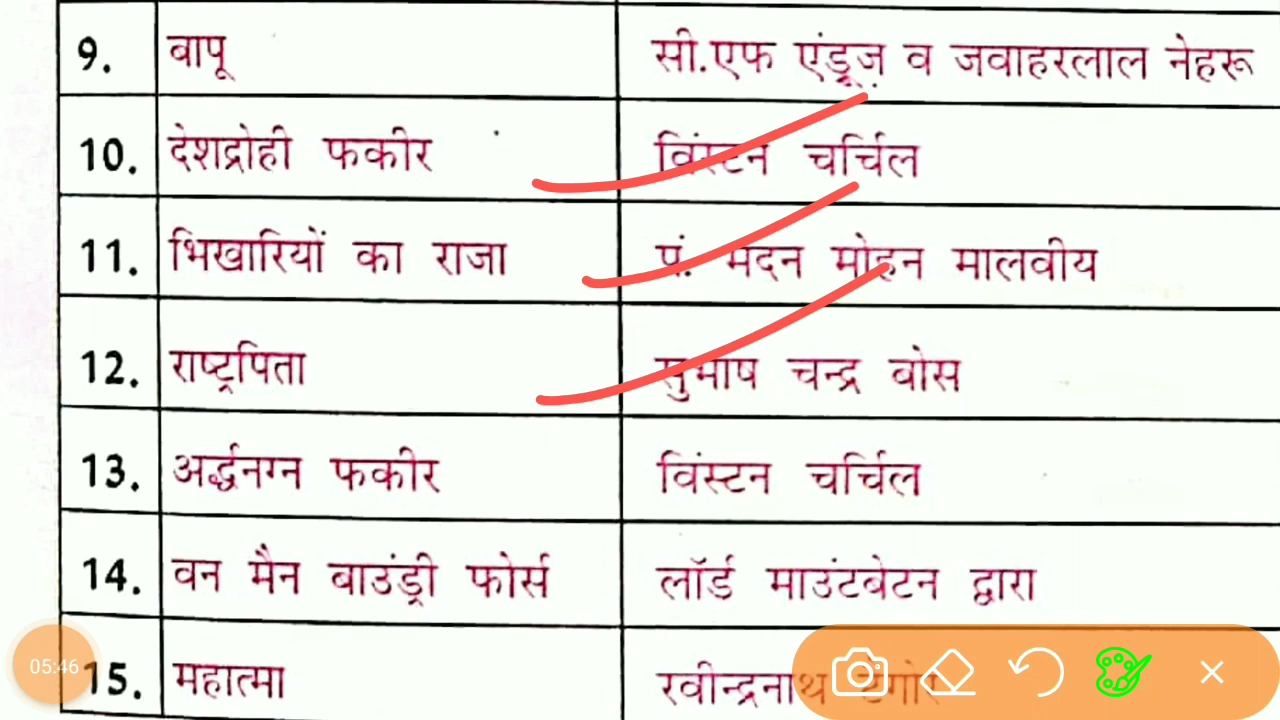 9. बापू सी.एफ एंड्रूज़ व जवाहरलाल नेहरू
10. देशद्रोही फकीर विंस्टन चर्चिल
11. भिखारियों का राजा पं. मदन मोहन मालवीय
12. राष्ट्रपिता सुभाष चन्द्र बोस
13. अर्द्धनग्न फकीर विंस्टन चर्चिल
14. वन मैन बाउंड्री फोर्स लॉर्ड माउंटबेटन द्वारा
15. महात्मा रवीन्द्रनाथ टैगोर
05:46